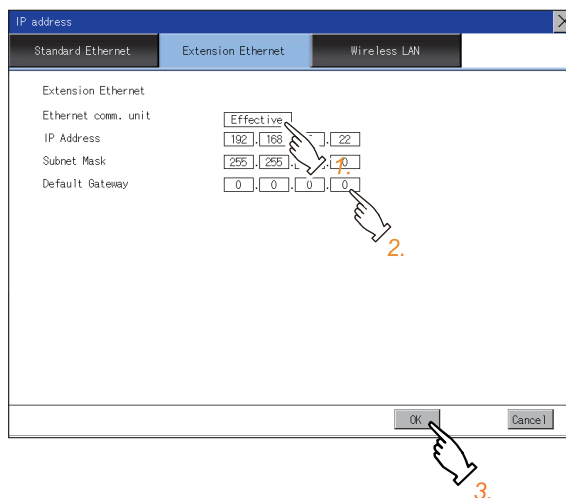 IP address
Standard Ethernet Extension Ethernet Wireless LAN
Extension Ethernet
Ethernet comm. unit Effective
IP Address 192 . 168 . . 22
Subnet Mask 255 . 255 . . 0
1.
Default Gateway 0 . 0 . 0 . 0
2.
OK Cancel
3.